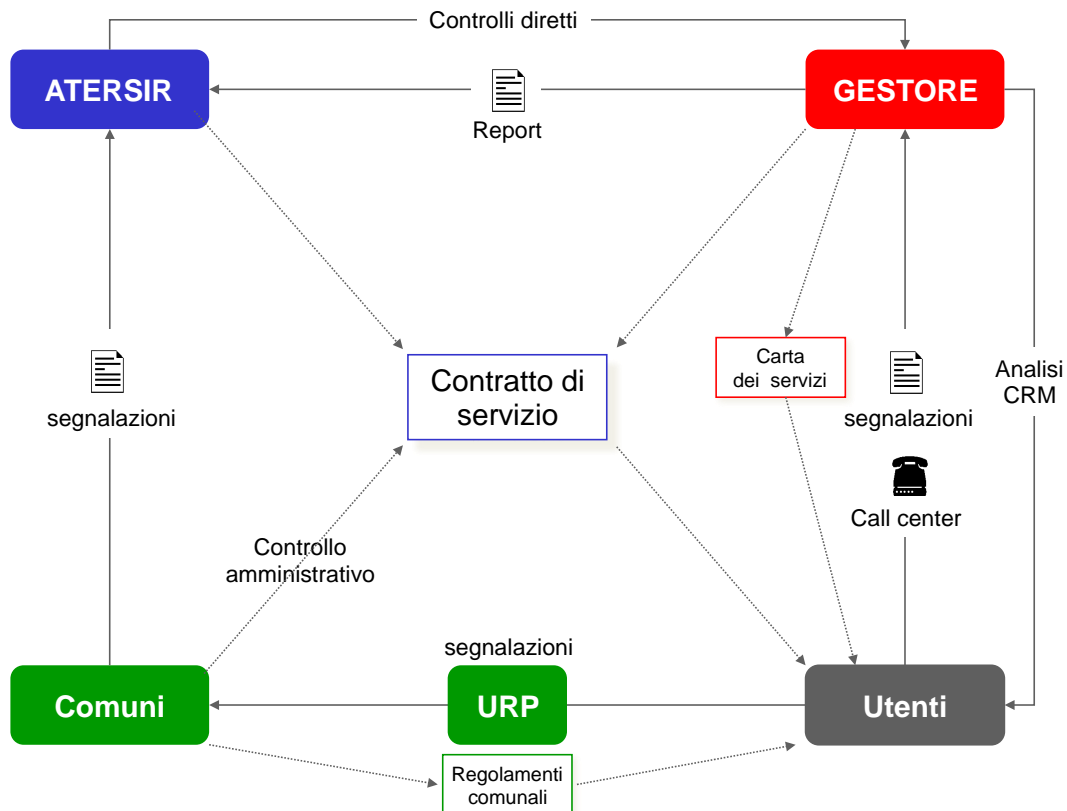 Controlli diretti
ATERSIR
GESTORE
Report
Carta
dei servizi
Analisi
CRM
Contratto di
servizio
segnalazioni
segnalazioni
Call center
Controllo
amministrativo
segnalazioni
Comuni
URP
Utenti
Regolamenti
comunali